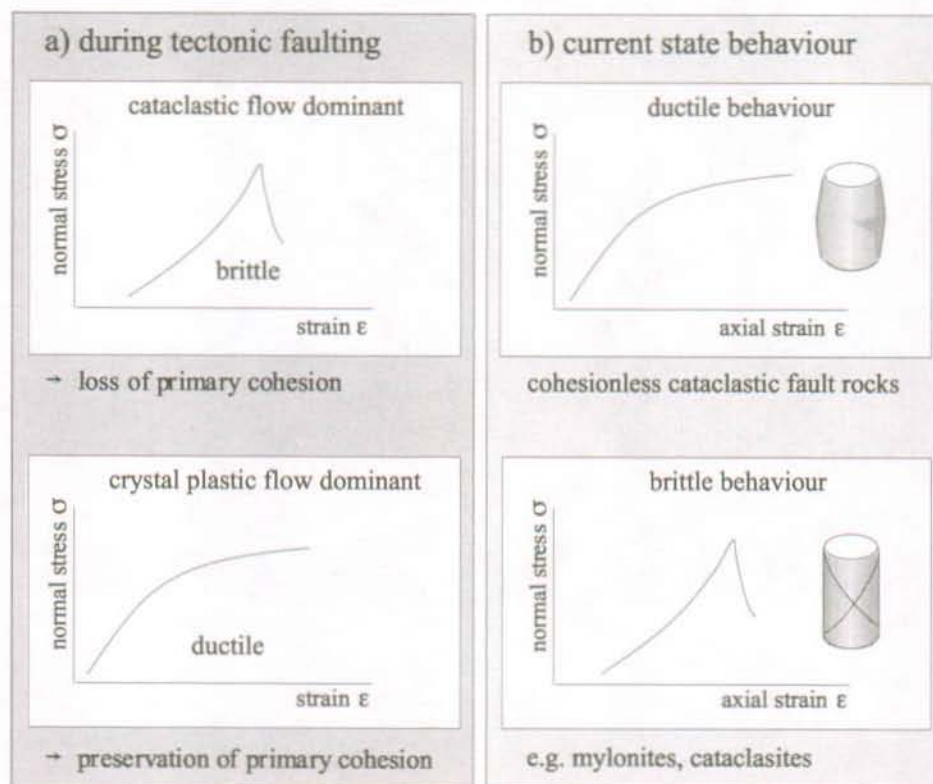 a) during tectonic faulting
cataclastic flow dominant
normal stress σ
brittle
strain ε
→ loss of primary cohesion
crystal plastic flow dominant
normal stress σ
ductile
strain ε
→ preservation of primary cohesion
b) current state behaviour
ductile behaviour
normal stress σ
axial strain ε
cohesionless cataclastic fault rocks
brittle behaviour
normal stress σ
axial strain ε
e.g. mylonites, cataclasites